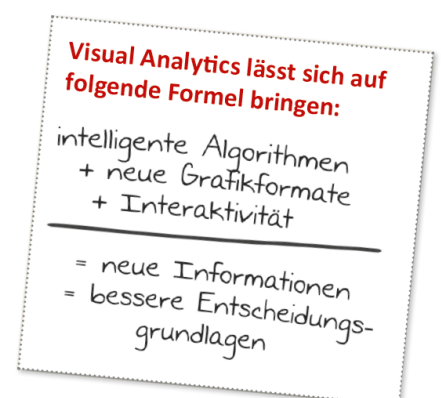 Visual Analytics lässt sich auf
folgende Formel bringen:
intelligente Algorithmen
+ neue Grafikformate
+ Interaktivität
= neue Informationen
= bessere Entscheidungs-
grundlagen